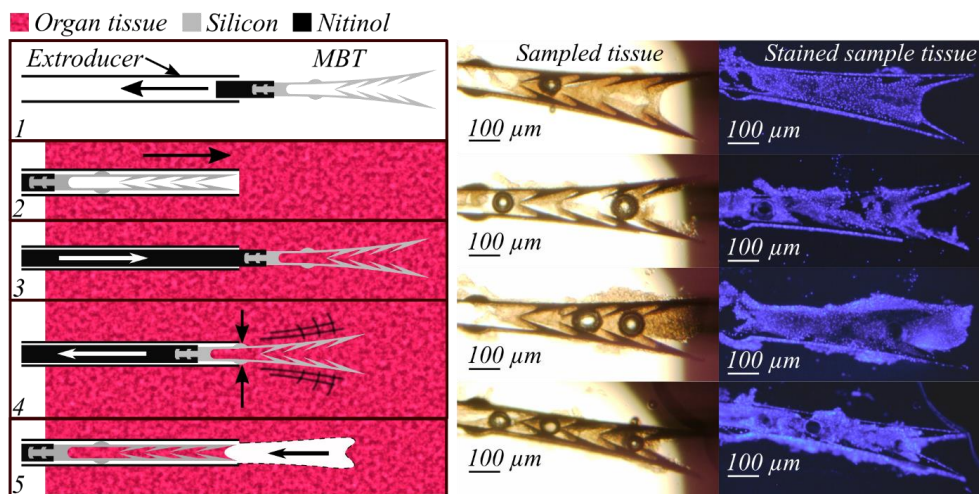 Organ tissue Silicon Nitinol
Extroducer MBT
1
2
3
4
5
Sampled tissue Stained sample tissue
100 µm 100 µm
100 µm 100 µm
100 µm 100 µm
100 µm 100 µm